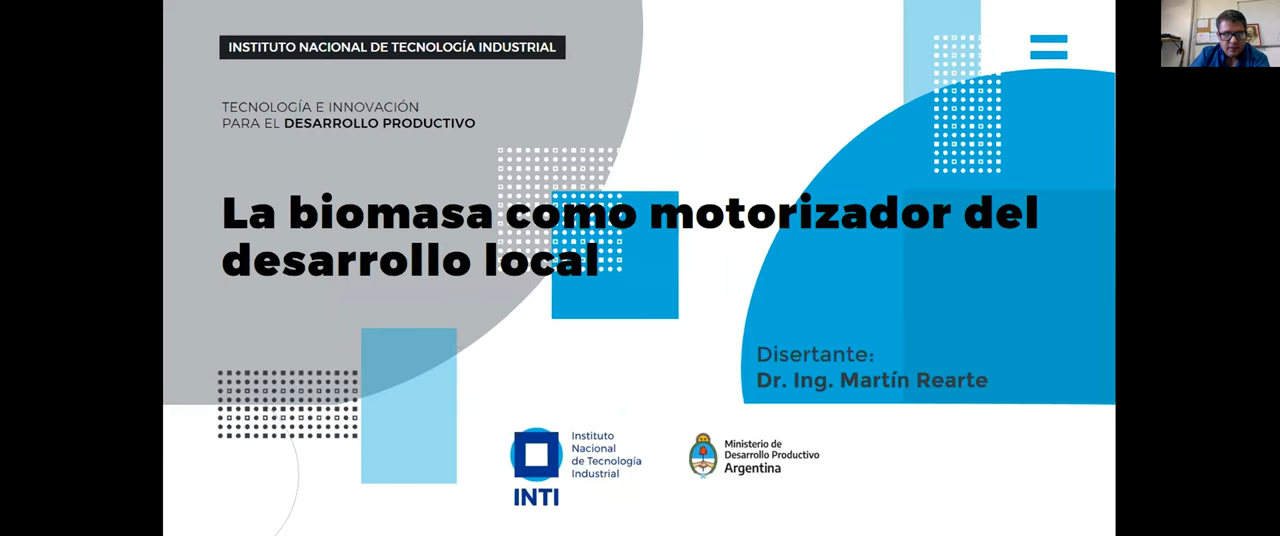 INSTITUTO NACIONAL DE TECNOLOGÍA INDUSTRIAL
TECNOLOGÍA E INNOVACIÓN
PARA EL DESARROLLO PRODUCTIVO
La biomasa como motorizador del
desarrollo local
Disertante:
Dr. Ing. Martín Rearte
Instituto
Nacional
de Tecnología
Industrial
INTI
Ministerio de
Desarrollo Productivo
Argentina